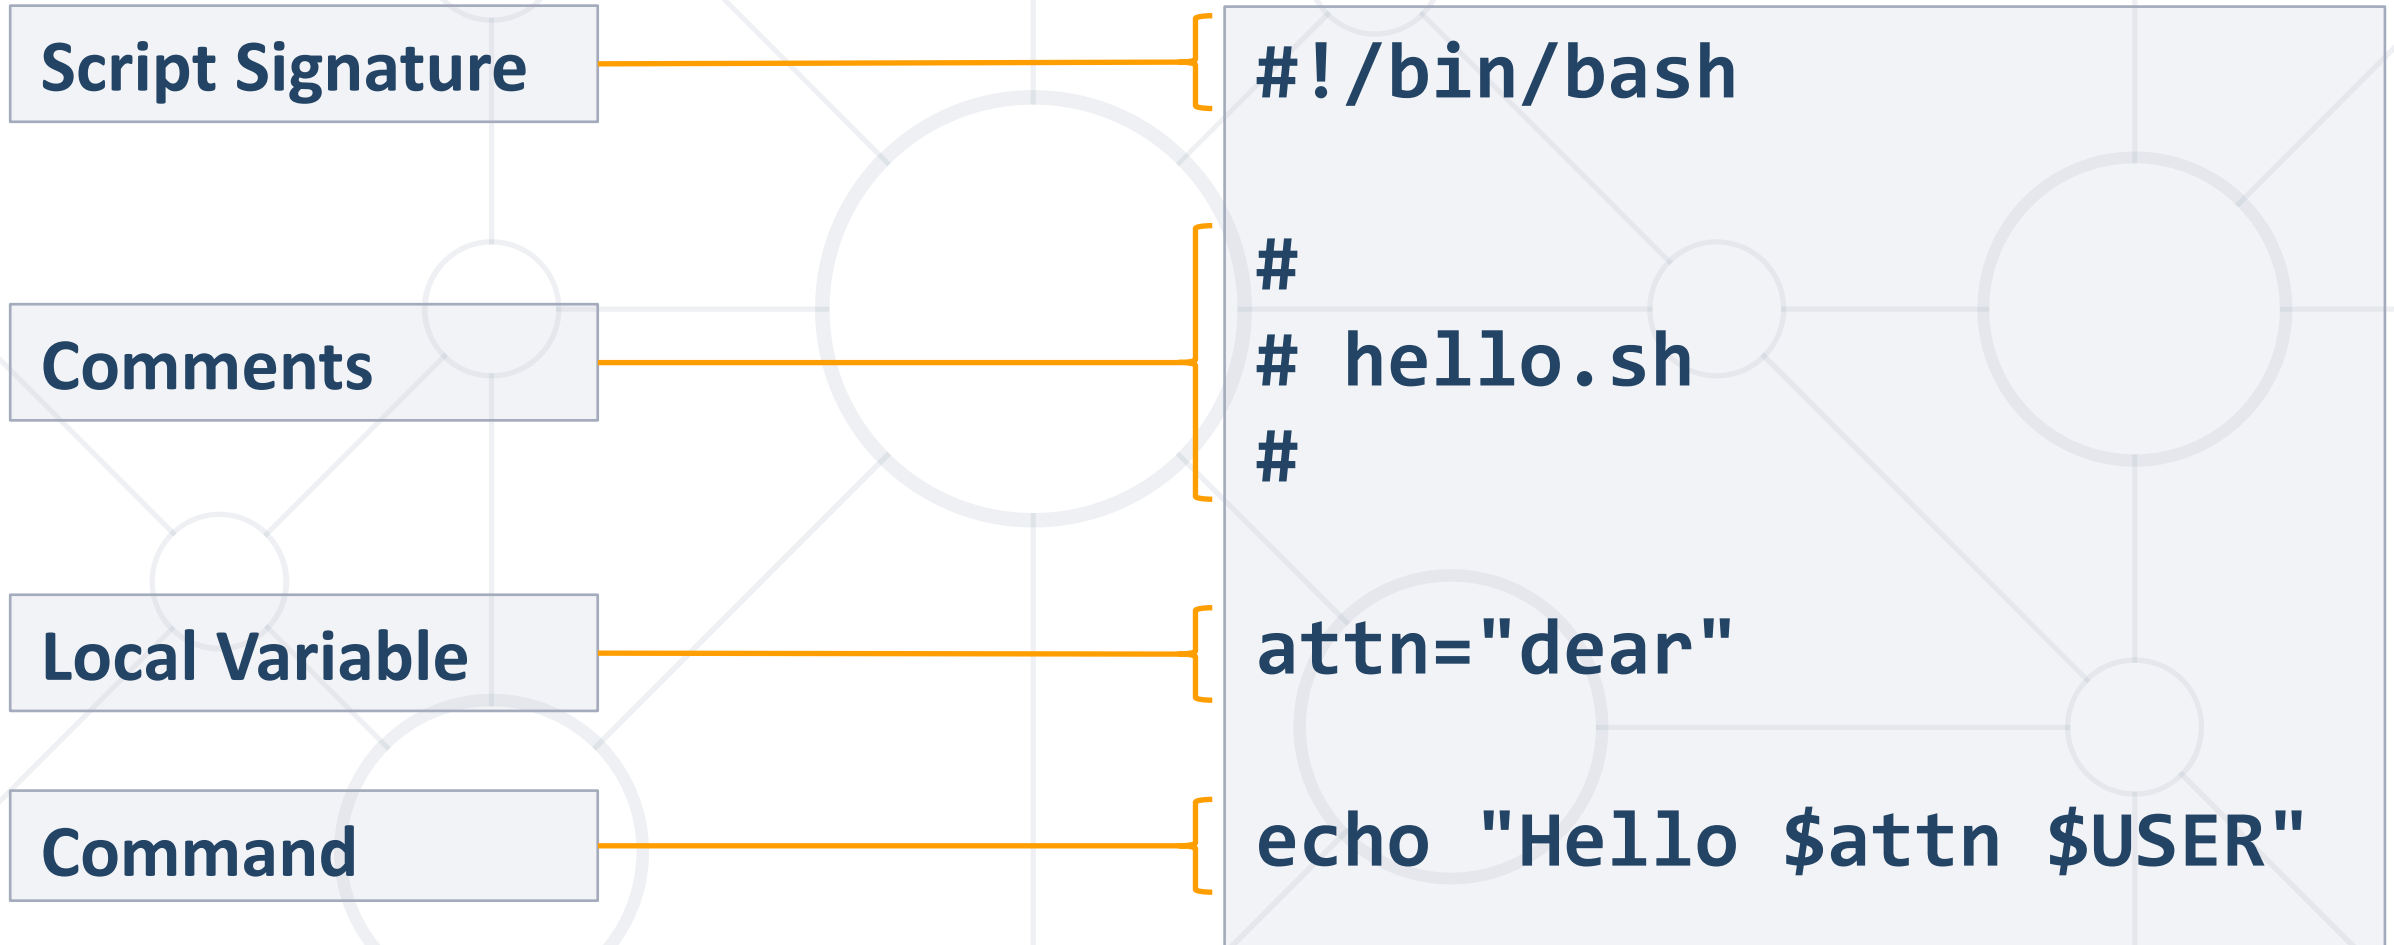 Script Signature
#!/bin/bash
#
Comments
# hello.sh
#
Local Variable
attn="dear"
Command
echo "Hello $attn $USER"